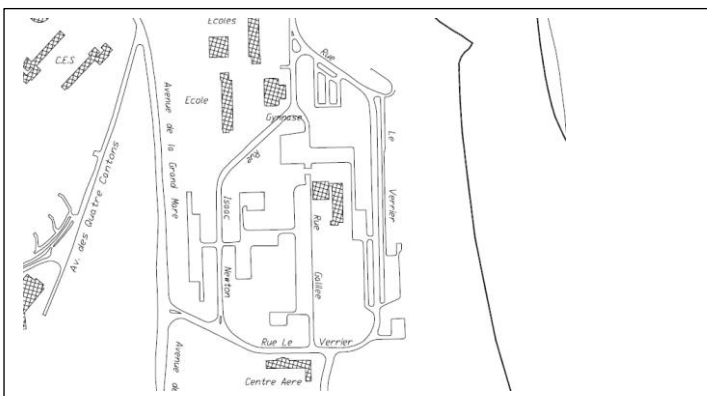 Ecoles
C.E.S
Rue
Ecole
Avenue de la Grand Mare
Gymnase
Rue
Le
Verrier
Av. des Quatre Cantons
Isaac
Rue
Newton
Galilee
Rue Le Verrier
Avenue de
Centre Aere